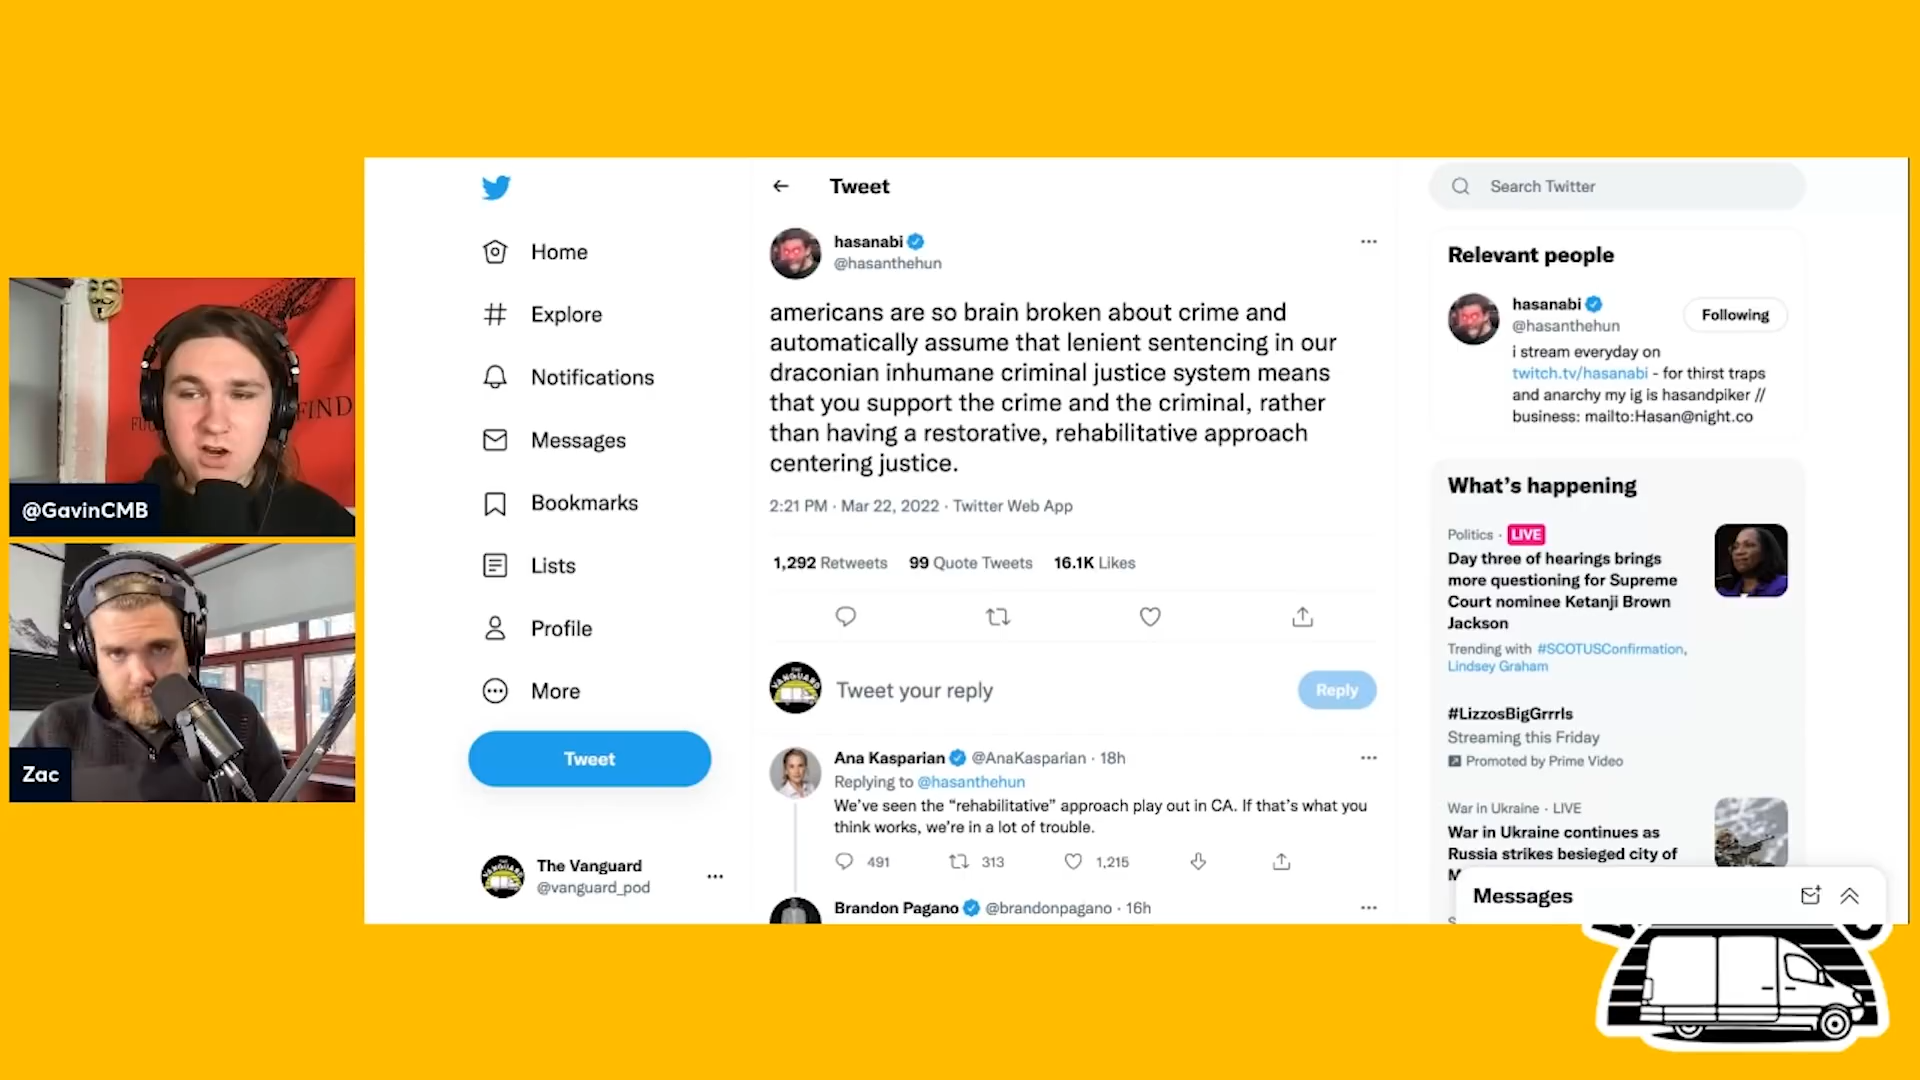 FIND
@GavinCMB
Zac
Home
Explore
Notifications
Messages
Bookmarks
Lists
Profile
More
Tweet
The Vanguard
@vanguard_pod
Tweet
hasanabi
@hasanthehun
americans are so brain broken about crime and
automatically assume that lenient sentencing in our
draconian inhumane criminal justice system means
that you support the crime and the criminal, rather
than having a restorative, rehabilitative approach
centering justice.
2:21 PM · Mar 22, 2022 · Twitter Web App
1,292 Retweets 99 Quote Tweets 16.1K Likes
VANGUARD
Tweet your reply
Reply
Ana Kasparian @AnaKasparian · 18h
Replying to @hasanthehun
We've seen the "rehabilitative" approach play out in CA. If that's what you
think works, we're in a lot of trouble.
491 313 1,215
Brandon Pagano @brandonpagano · 16h
Search Twitter
Relevant people
hasanabi
@hasanthehun
Following
i stream everyday on
twitch.tv/hasanabi - for thirst traps
and anarchy my ig is hasandpiker //
business: mailto:Hasan@night.co
What's happening
Politics · LIVE
Day three of hearings brings
more questioning for Supreme
Court nominee Ketanji Brown
Jackson
Trending with #SCOTUSConfirmation,
Lindsey Graham
#LizzosBigGrrrls
Streaming this Friday
Promoted by Prime Video
War in Ukraine · LIVE
War in Ukraine continues as
Russia strikes besieged city of
Messages